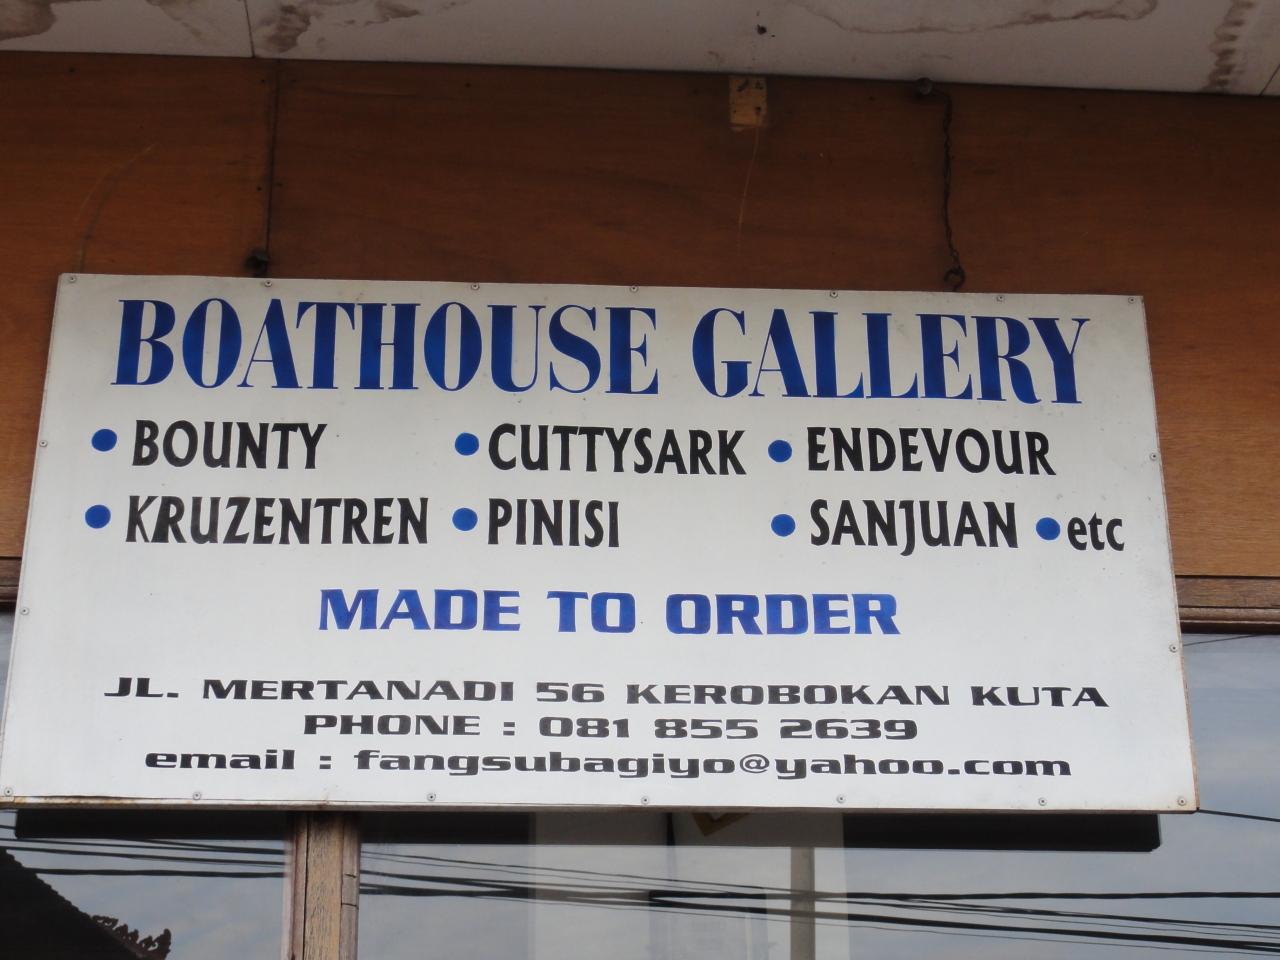 BOATHOUSE GALLERY
• BOUNTY • CUTTYSARK • ENDEVOUR
• KRUZENTREN • PINISI • SANJUAN • etc
MADE TO ORDER
JL. MERTANADI 56 KEROBOKAN KUTA
PHONE : 081 855 2639
email : fangsubagiyo@yahoo.com